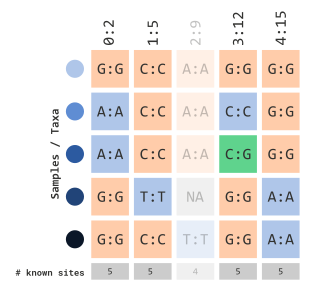 0:2 1:5 2:9 3:12 4:15
Samples / Taxa
G:G C:C A:A G:G G:G
A:A C:C A:A C:C G:G
A:A C:C A:A C:G G:G
G:G T:T NA G:G A:A
G:G C:C T:T G:G A:A
# known sites 5 5 4 5 5